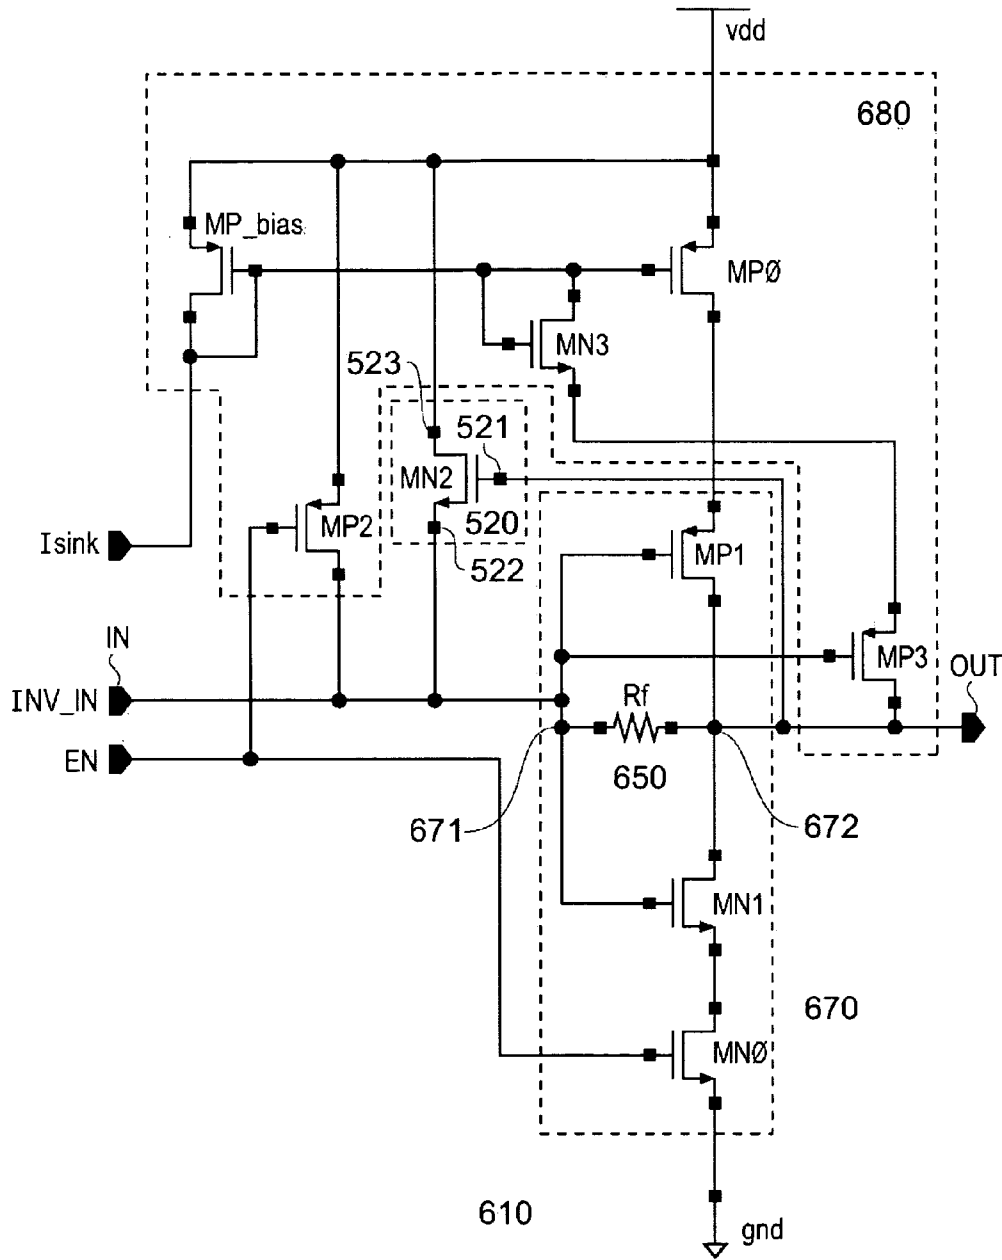 vdd
680
MP_bias
MPØ
MN3
523
521
MN2
520
MP2
522
MP1
Isink
IN
INV_IN
MP3
OUT
Rf
EN
650
671
672
MN1
670
MNØ
610
gnd